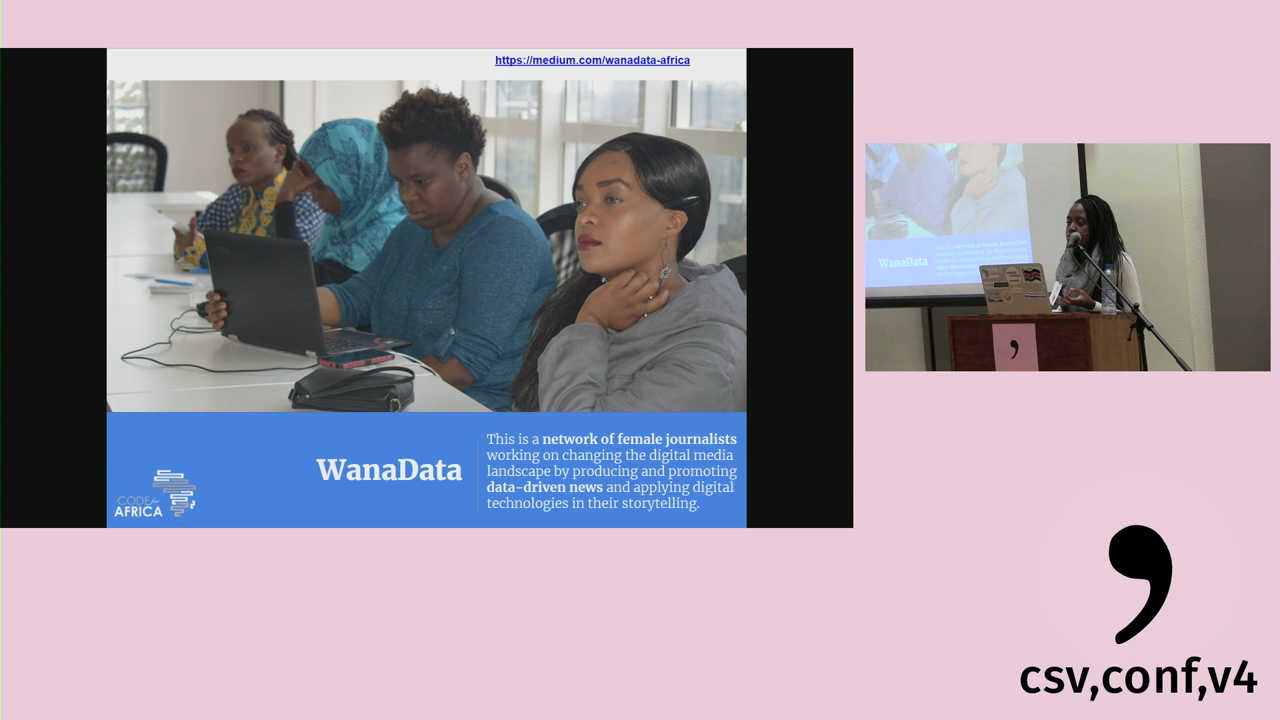 https://medium.com/wanadata-africa
WanaData
This is a network of female journalists
working on changing the digital media
landscape by producing and promoting
data-driven news and applying digital
technologies in their storytelling.
CODE for
AFRICA
WanaData
csv,conf,v4